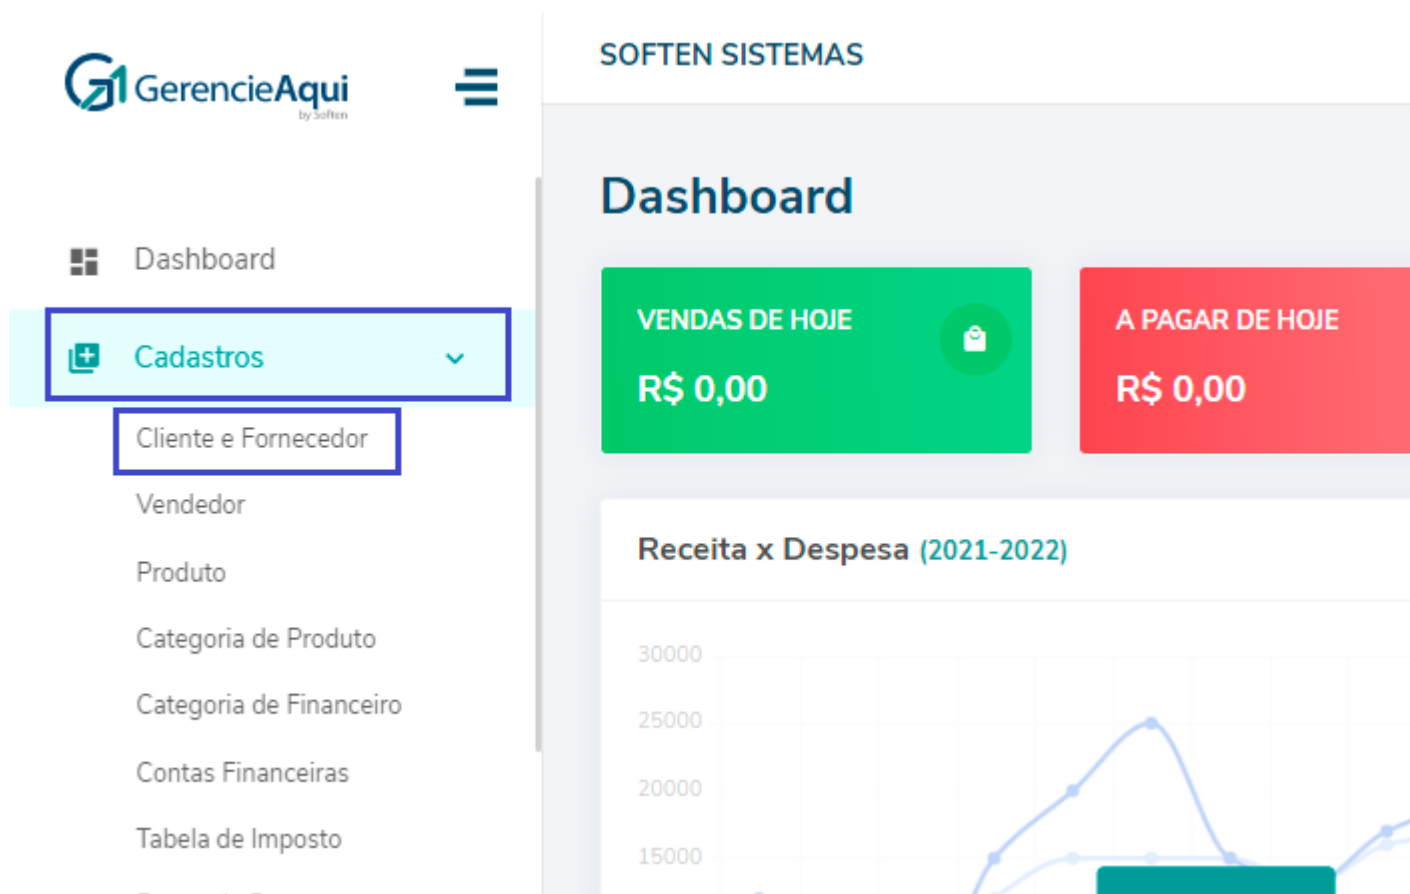 GerencieAqui
by Soften
Dashboard
Cadastros
Cliente e Fornecedor
Vendedor
Produto
Categoria de Produto
Categoria de Financeiro
Contas Financeiras
Tabela de Imposto
SOFTEN SISTEMAS
Dashboard
VENDAS DE HOJE
R$ 0,00
A PAGAR DE HOJE
R$ 0,00
Receita x Despesa (2021-2022)
30000
25000
20000
15000